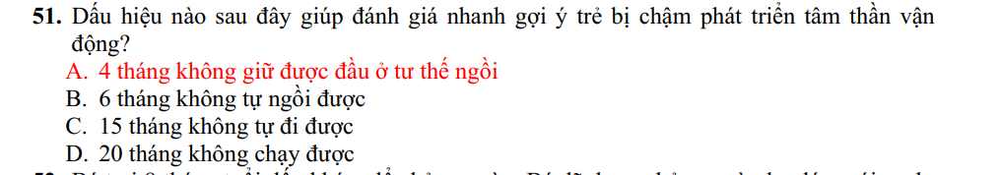 51. Dấu hiệu nào sau đây giúp đánh giá nhanh gợi ý trẻ bị chậm phát triển tâm thần vận
động?
A. 4 tháng không giữ được đầu ở tư thế ngồi
B. 6 tháng không tự ngồi được
C. 15 tháng không tự đi được
D. 20 tháng không chạy được